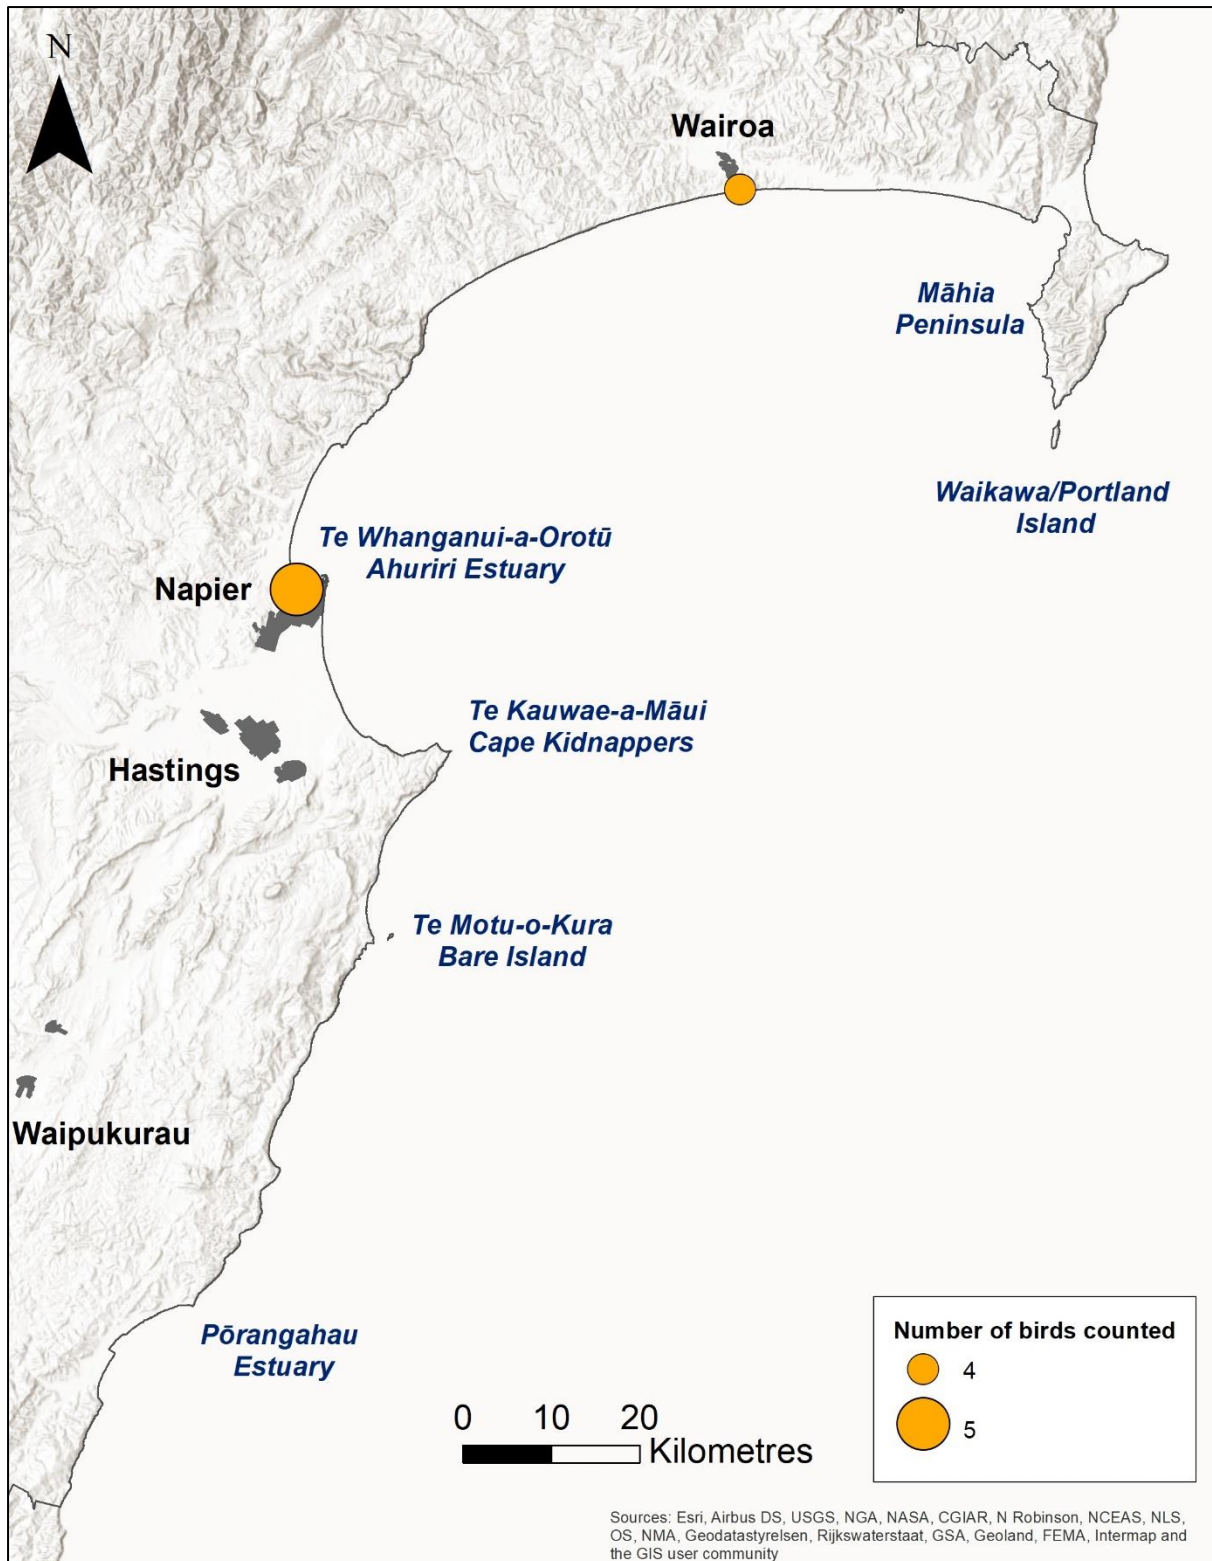 N
Wairoa
Māhia
Peninsula
Waikawa/Portland
Island
Te Whanganui-a-Orotū
Ahuriri Estuary
Napier
Te Kauwae-a-Māui
Cape Kidnappers
Hastings
Te Motu-o-Kura
Bare Island
Waipukurau
Pōrangahau
Estuary
Number of birds counted
4
5
0 10 20
Kilometres
Sources: Esri, Airbus DS, USGS, NGA, NASA, CGIAR, N Robinson, NCEAS, NLS,
OS, NMA, Geodatastyrelsen, Rijkswaterstaat, GSA, Geoland, FEMA, Intermap and
the GIS user community